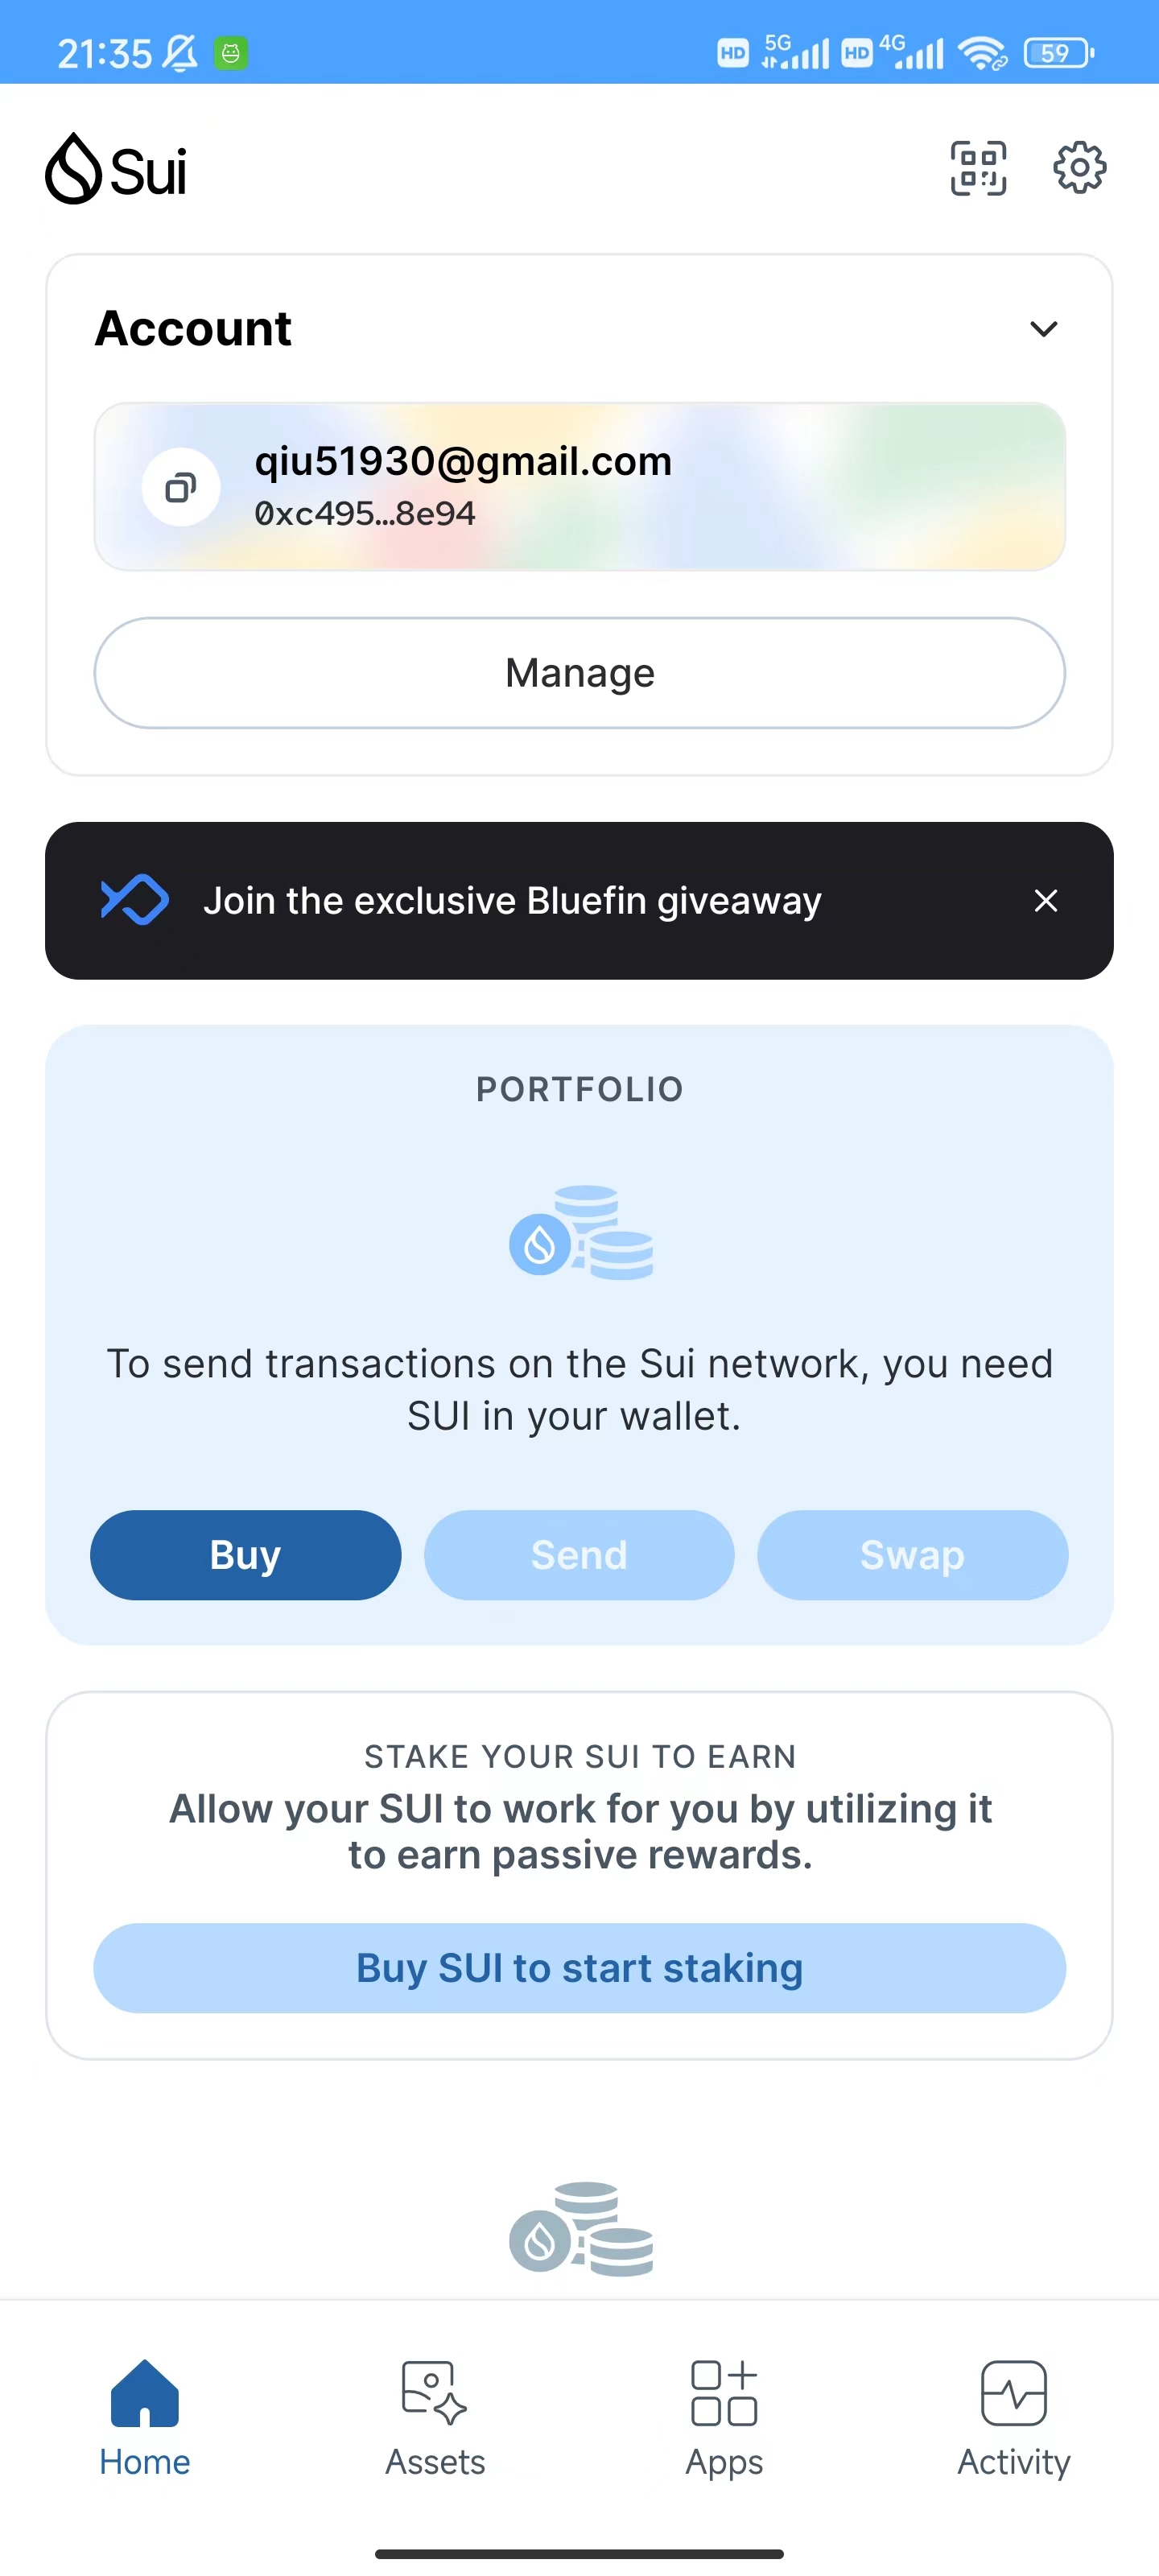 21:35 HD 5G HD 4G 59
Sui
Account
qiu51930@gmail.com
0xc495...8e94
Manage
Join the exclusive Bluefin giveaway
PORTFOLIO
To send transactions on the Sui network, you need
SUI in your wallet.
Buy Send Swap
STAKE YOUR SUI TO EARN
Allow your SUI to work for you by utilizing it
to earn passive rewards.
Buy SUI to start staking
Home Assets Apps Activity